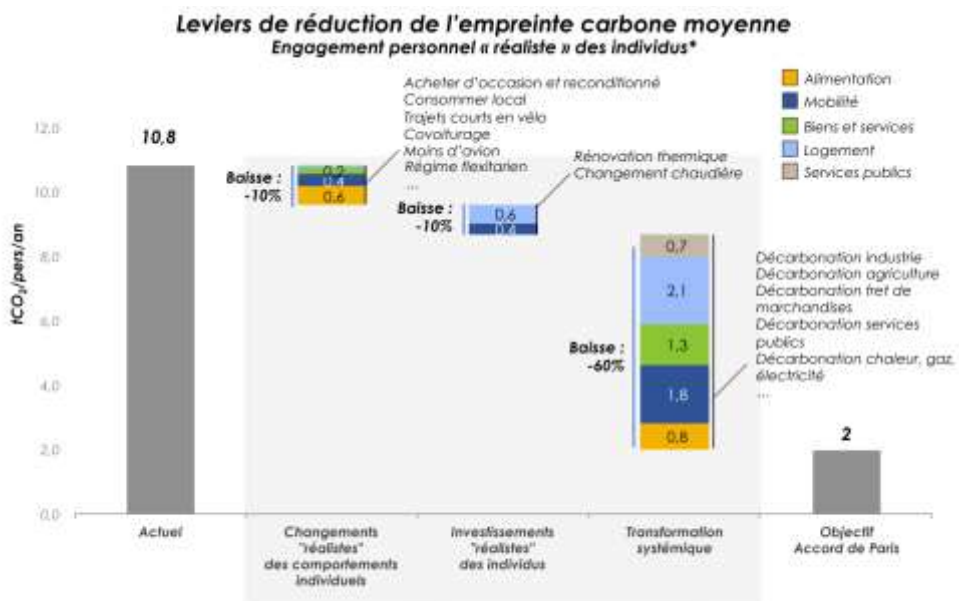 Leviers de réduction de l'empreinte carbone moyenne
Engagement personnel « réaliste » des individus*
Alimentation
Mobilité
Biens et services
Logement
Services publics
Acheter d'occasion et reconditionné
Consommer local
Trajets courts en vélo
Covoiturage
Moins d'avion
Régime flexitarien
...
Rénovation thermique
Changement chaudière
tCO2/pers/an
12,0
10,0
8,0
6,0
4,0
2,0
0,0
10,8
Baisse :
-10%
0,2
0,4
0,6
Baisse :
-10%
0,6
0,4
Baisse :
-60%
0,7
2,1
1,3
1,8
0,8
Décarbonation industrie
Décarbonation agriculture
Décarbonation fret de
marchandises
Décarbonation services
publics
Décarbonation chaleur, gaz,
électricité
...
2
Actuel
Changements
"réalistes"
des comportements
individuels
Investissements
"réalistes"
des individus
Transformation
systémique
Objectif
Accord de Paris